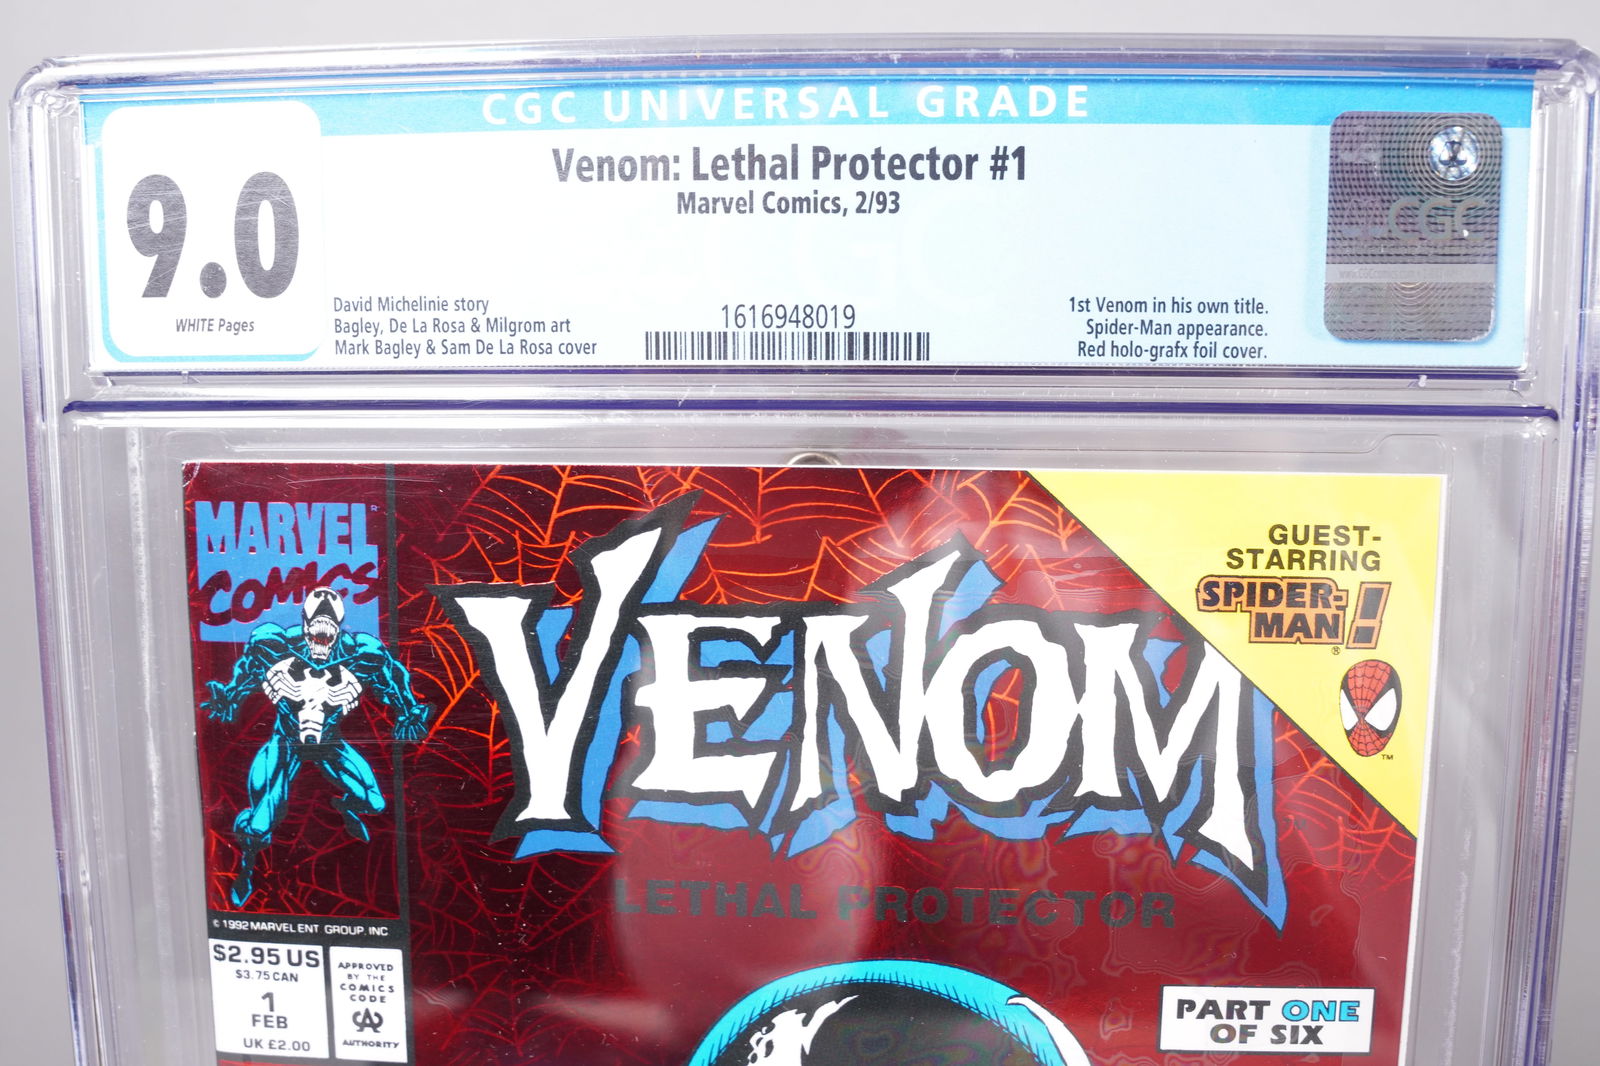 CGC UNIVERSAL GRADE
9.0
WHITE Pages
Venom: Lethal Protector #1
Marvel Comics, 2/93
David Michelinie story
Bagley, De La Rosa & Milgrom art
Mark Bagley & Sam De La Rosa cover
1616948019
1st Venom in his own title.
Spider-Man appearance.
Red holo-grafx foil cover.
CGC
MARVEL
COMICS
VENOM
LETHAL PROTECTOR
GUEST-
STARRING
SPIDER-
MAN!
®
TM
© 1992 MARVEL ENT GROUP, INC
$2.95 US
$3.75 CAN
1
FEB
UK £2.00
APPROVED
BY THE
COMICS
CODE
AUTHORITY
PART ONE
OF SIX